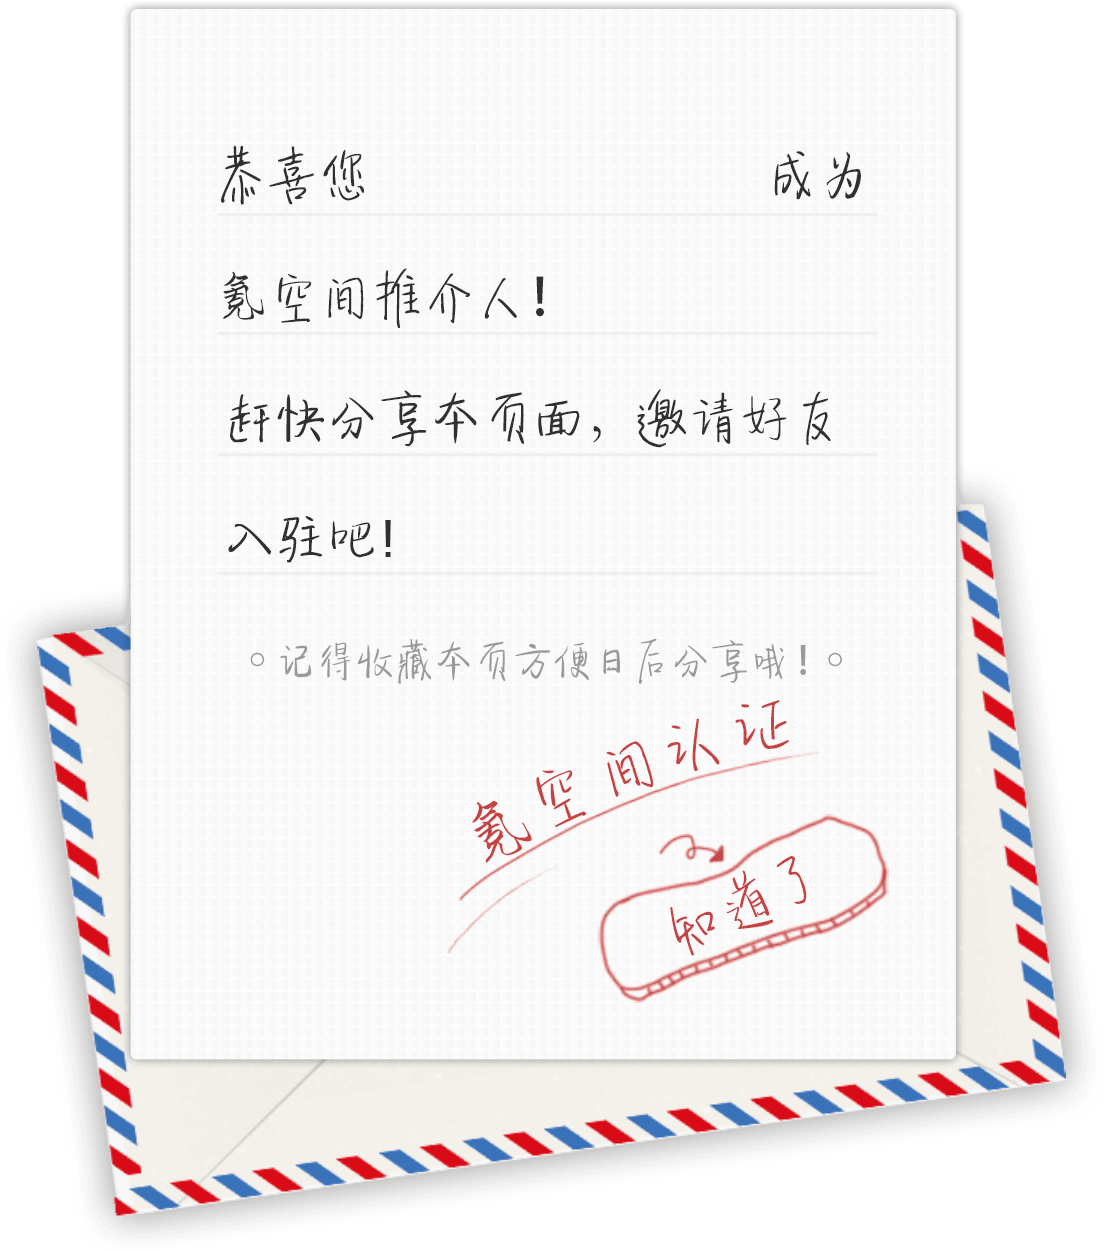 恭喜您 成为
氪空间推介人!
赶快分享本页面,邀请好友
入驻吧!
。记得收藏本页方便日后分享哦!。
氪空间认证
知道了